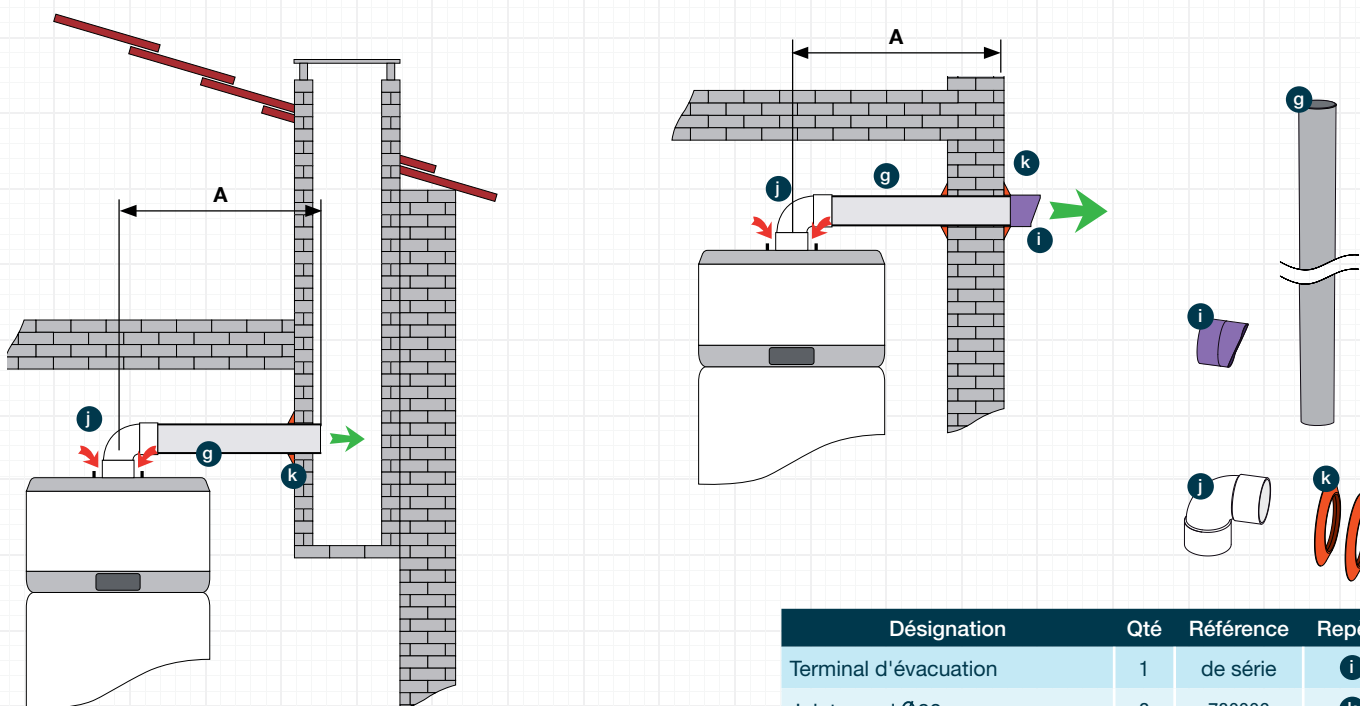 A
j
g
k
A
j
g
k
i
g
i
j
k
Désignation Qté Référence
Terminal d'évacuation 1 de série i